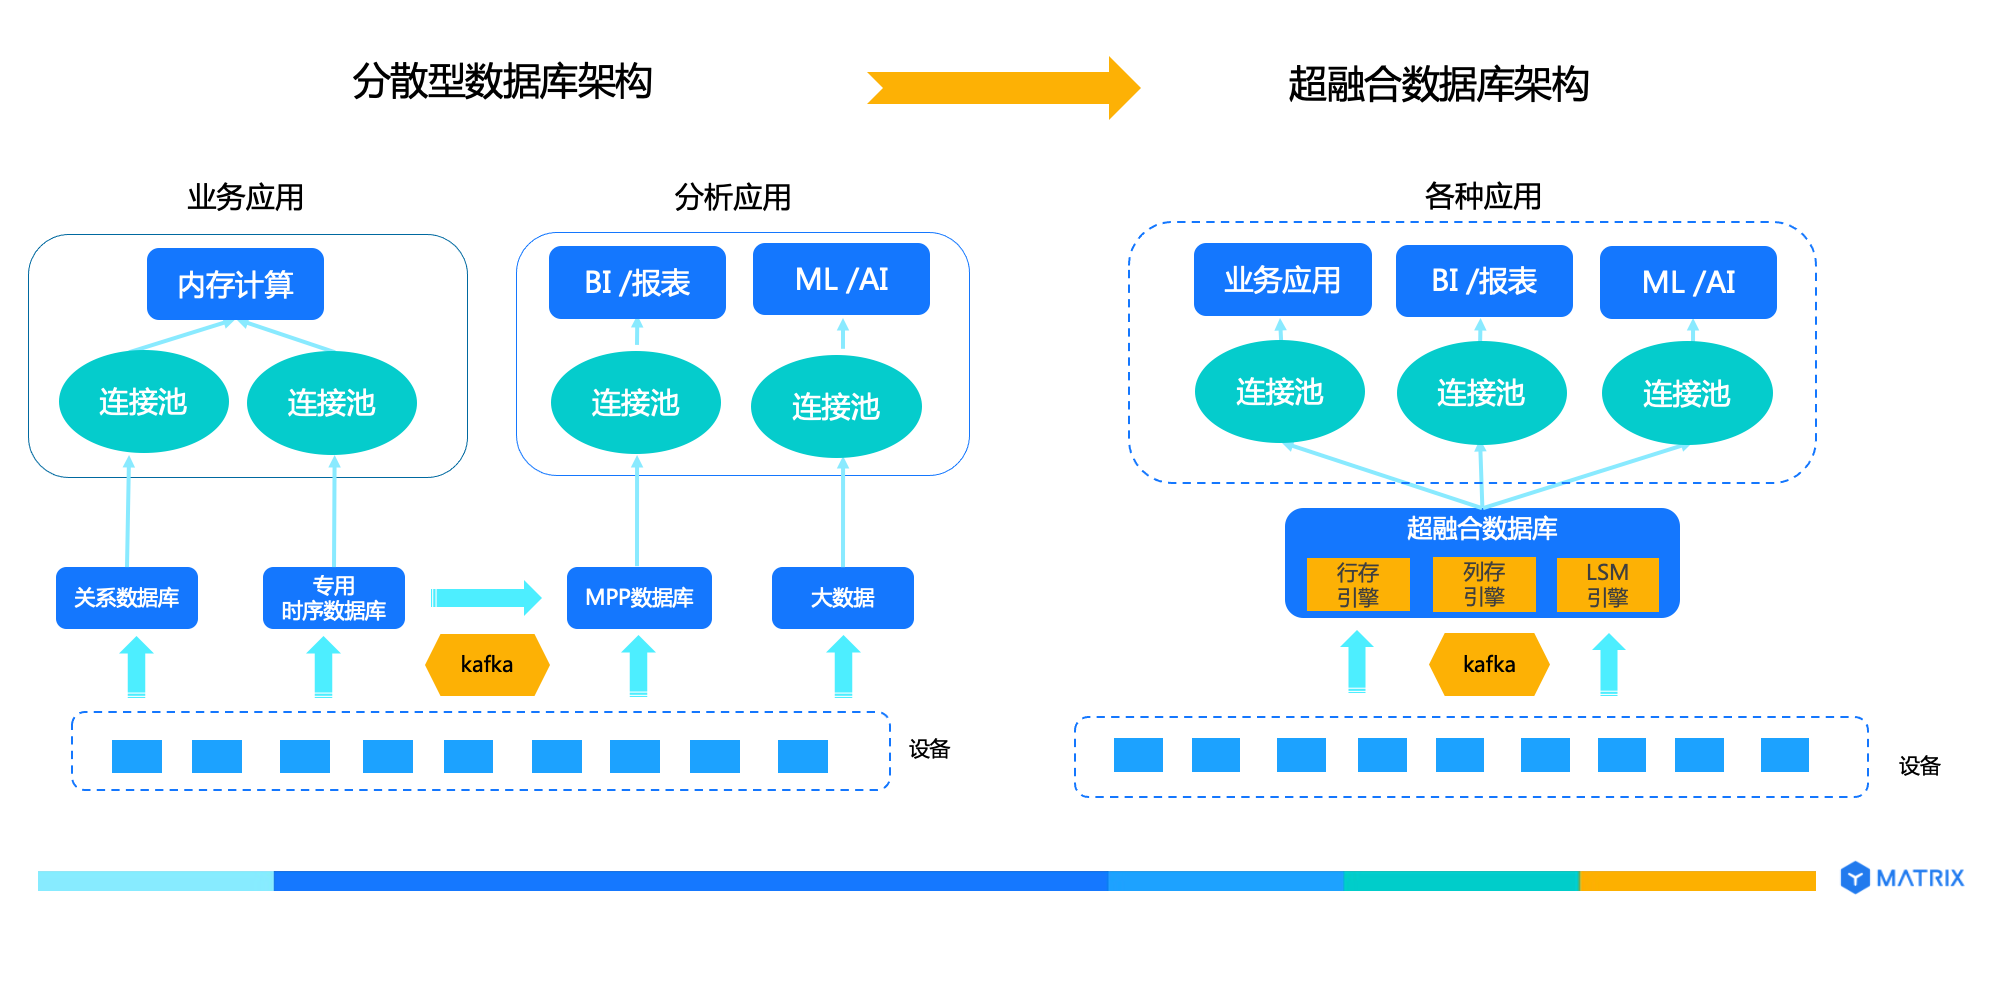 分散型数据库架构
超融合数据库架构
业务应用
分析应用
各种应用
内存计算
BI /报表
ML /AI
业务应用
BI /报表
ML /AI
连接池
连接池
连接池
连接池
连接池
连接池
连接池
关系数据库
专用
时序数据库
MPP数据库
大数据
超融合数据库
行存
引擎
列存
引擎
LSM
引擎
kafka
kafka
设备
设备
MATRIX